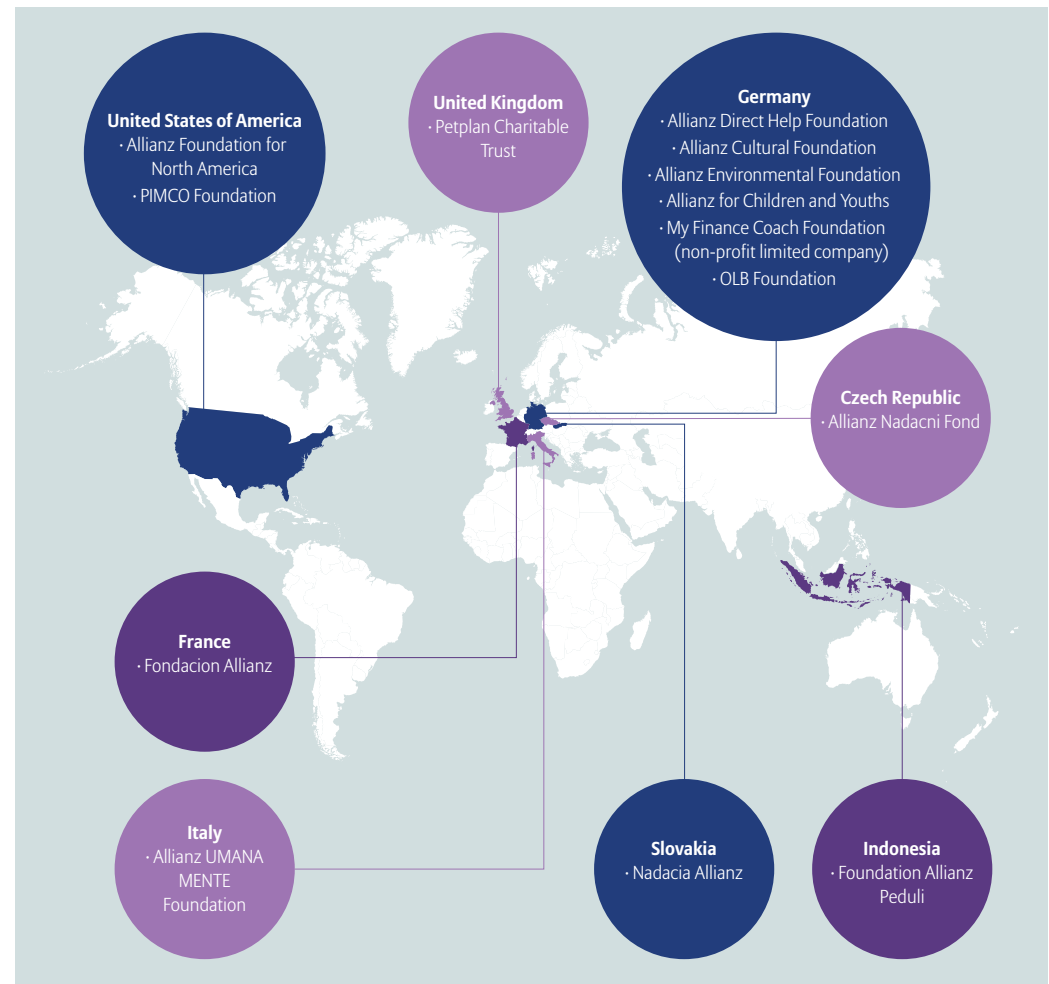 United States of America
· Allianz Foundation for
North America
· PIMCO Foundation
United Kingdom
· Petplan Charitable
Trust
Germany
· Allianz Direct Help Foundation
· Allianz Cultural Foundation
· Allianz Environmental Foundation
· Allianz for Children and Youths
· My Finance Coach Foundation
(non-profit limited company)
· OLB Foundation
Czech Republic
· Allianz Nadacni Fond
France
· Fondacion Allianz
Italy
· Allianz UMANA
MENTE
Foundation
Slovakia
· Nadacia Allianz
Indonesia
· Foundation Allianz
Peduli